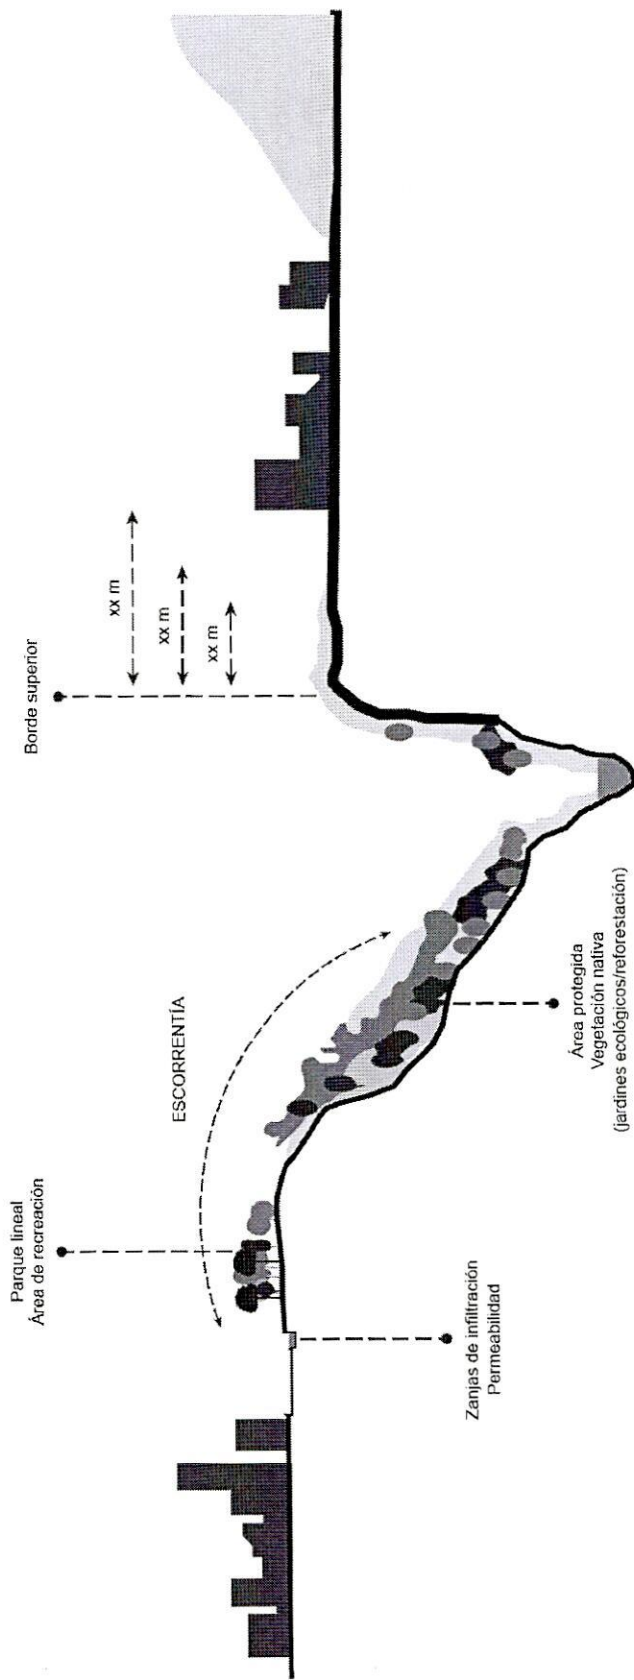 Parque lineal
Área de recreación
ESCORRENTÍA
Borde superior
xx m
xx m
xx m
Zanjas de infiltración
Permeabilidad
Área protegida
Vegetación nativa
(jardines ecológicos/reforestación)